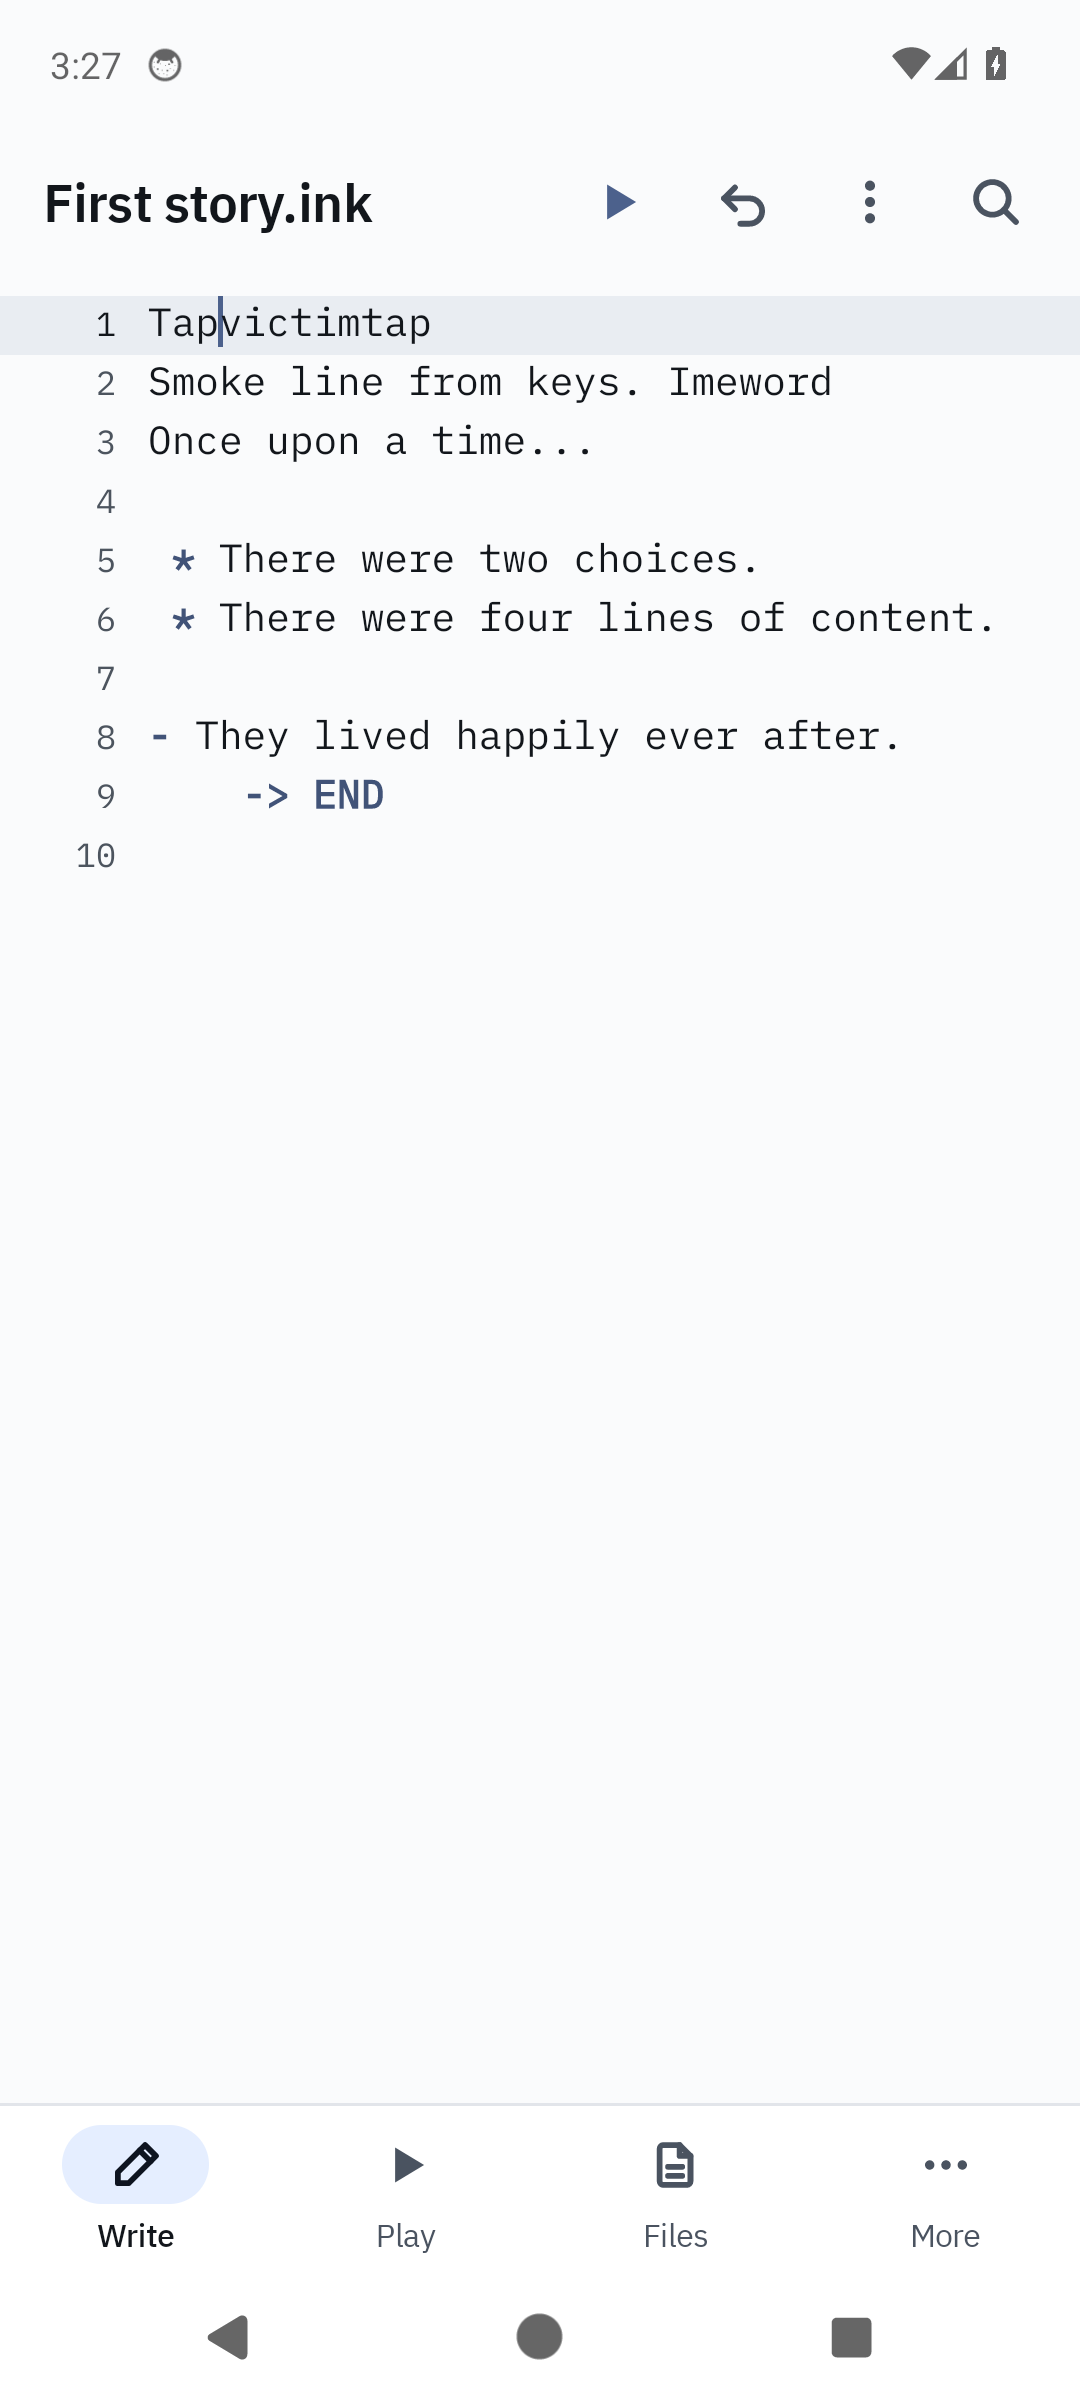 3:27
First story.ink
1 Tapvictimtap
2 Smoke line from keys. Imeword
3 Once upon a time...
4
5 * There were two choices.
6 * There were four lines of content.
7
8 - They lived happily ever after.
9 -> END
10
Write Play Files More